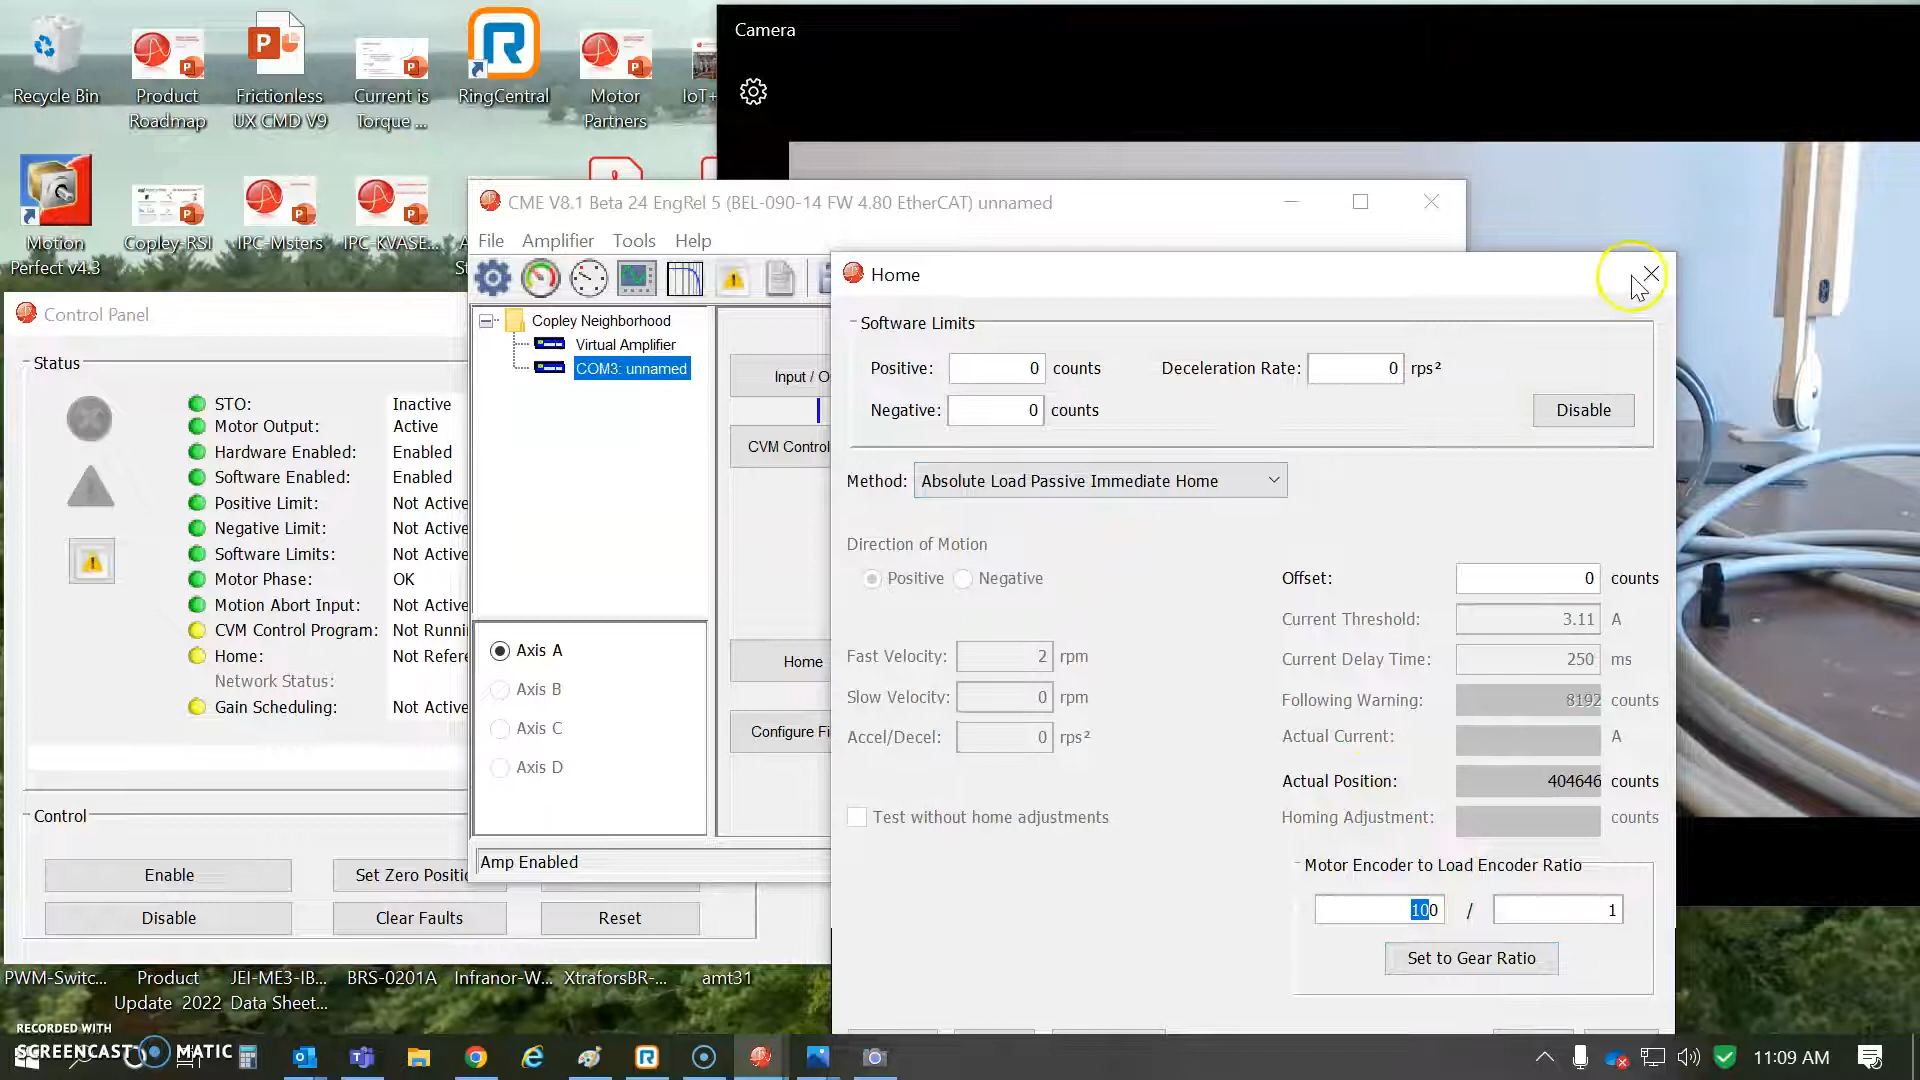 Recycle Bin
Product
Roadmap
Frictionless
UX CMD V9
Current is
Torque ...
RingCentral
Motor
Partners
IoT+
Motion
Perfect v4.3
Copley-RSI
IPC-Msters
IPC-KVASE...
Camera
CME V8.1 Beta 24 EngRel 5 (BEL-090-14 FW 4.80 EtherCAT) unnamed
File Amplifier Tools Help
Copley Neighborhood
Virtual Amplifier
COM3: unnamed
Axis A
Axis B
Axis C
Axis D
Amp Enabled
Input / O
CVM Control
Home
Configure Fi
Control Panel
Status
STO: Inactive
Motor Output: Active
Hardware Enabled: Enabled
Software Enabled: Enabled
Positive Limit: Not Active
Negative Limit: Not Active
Software Limits: Not Active
Motor Phase: OK
Motion Abort Input: Not Active
CVM Control Program: Not Runni
Home: Not Refere
Network Status:
Gain Scheduling: Not Active
Control
Enable
Set Zero Positio
Disable
Clear Faults
Reset
Home
Software Limits
Positive: 0 counts
Deceleration Rate: 0 rps²
Negative: 0 counts
Disable
Method: Absolute Load Passive Immediate Home
Direction of Motion
Positive Negative
Fast Velocity: 2 rpm
Slow Velocity: 0 rpm
Accel/Decel: 0 rps²
Test without home adjustments
Offset: 0 counts
Current Threshold: 3.11 A
Current Delay Time: 250 ms
Following Warning: 8192 counts
Actual Current: A
Actual Position: 404646 counts
Homing Adjustment: counts
Motor Encoder to Load Encoder Ratio
100 / 1
Set to Gear Ratio
PWM-Switc...
Product
Update 2022
JEI-ME3-IB...
Data Sheet...
BRS-0201A
Infranor-W...
XtraforsBR-...
amt31
RECORDED WITH
SCREENCAST MATIC
11:09 AM